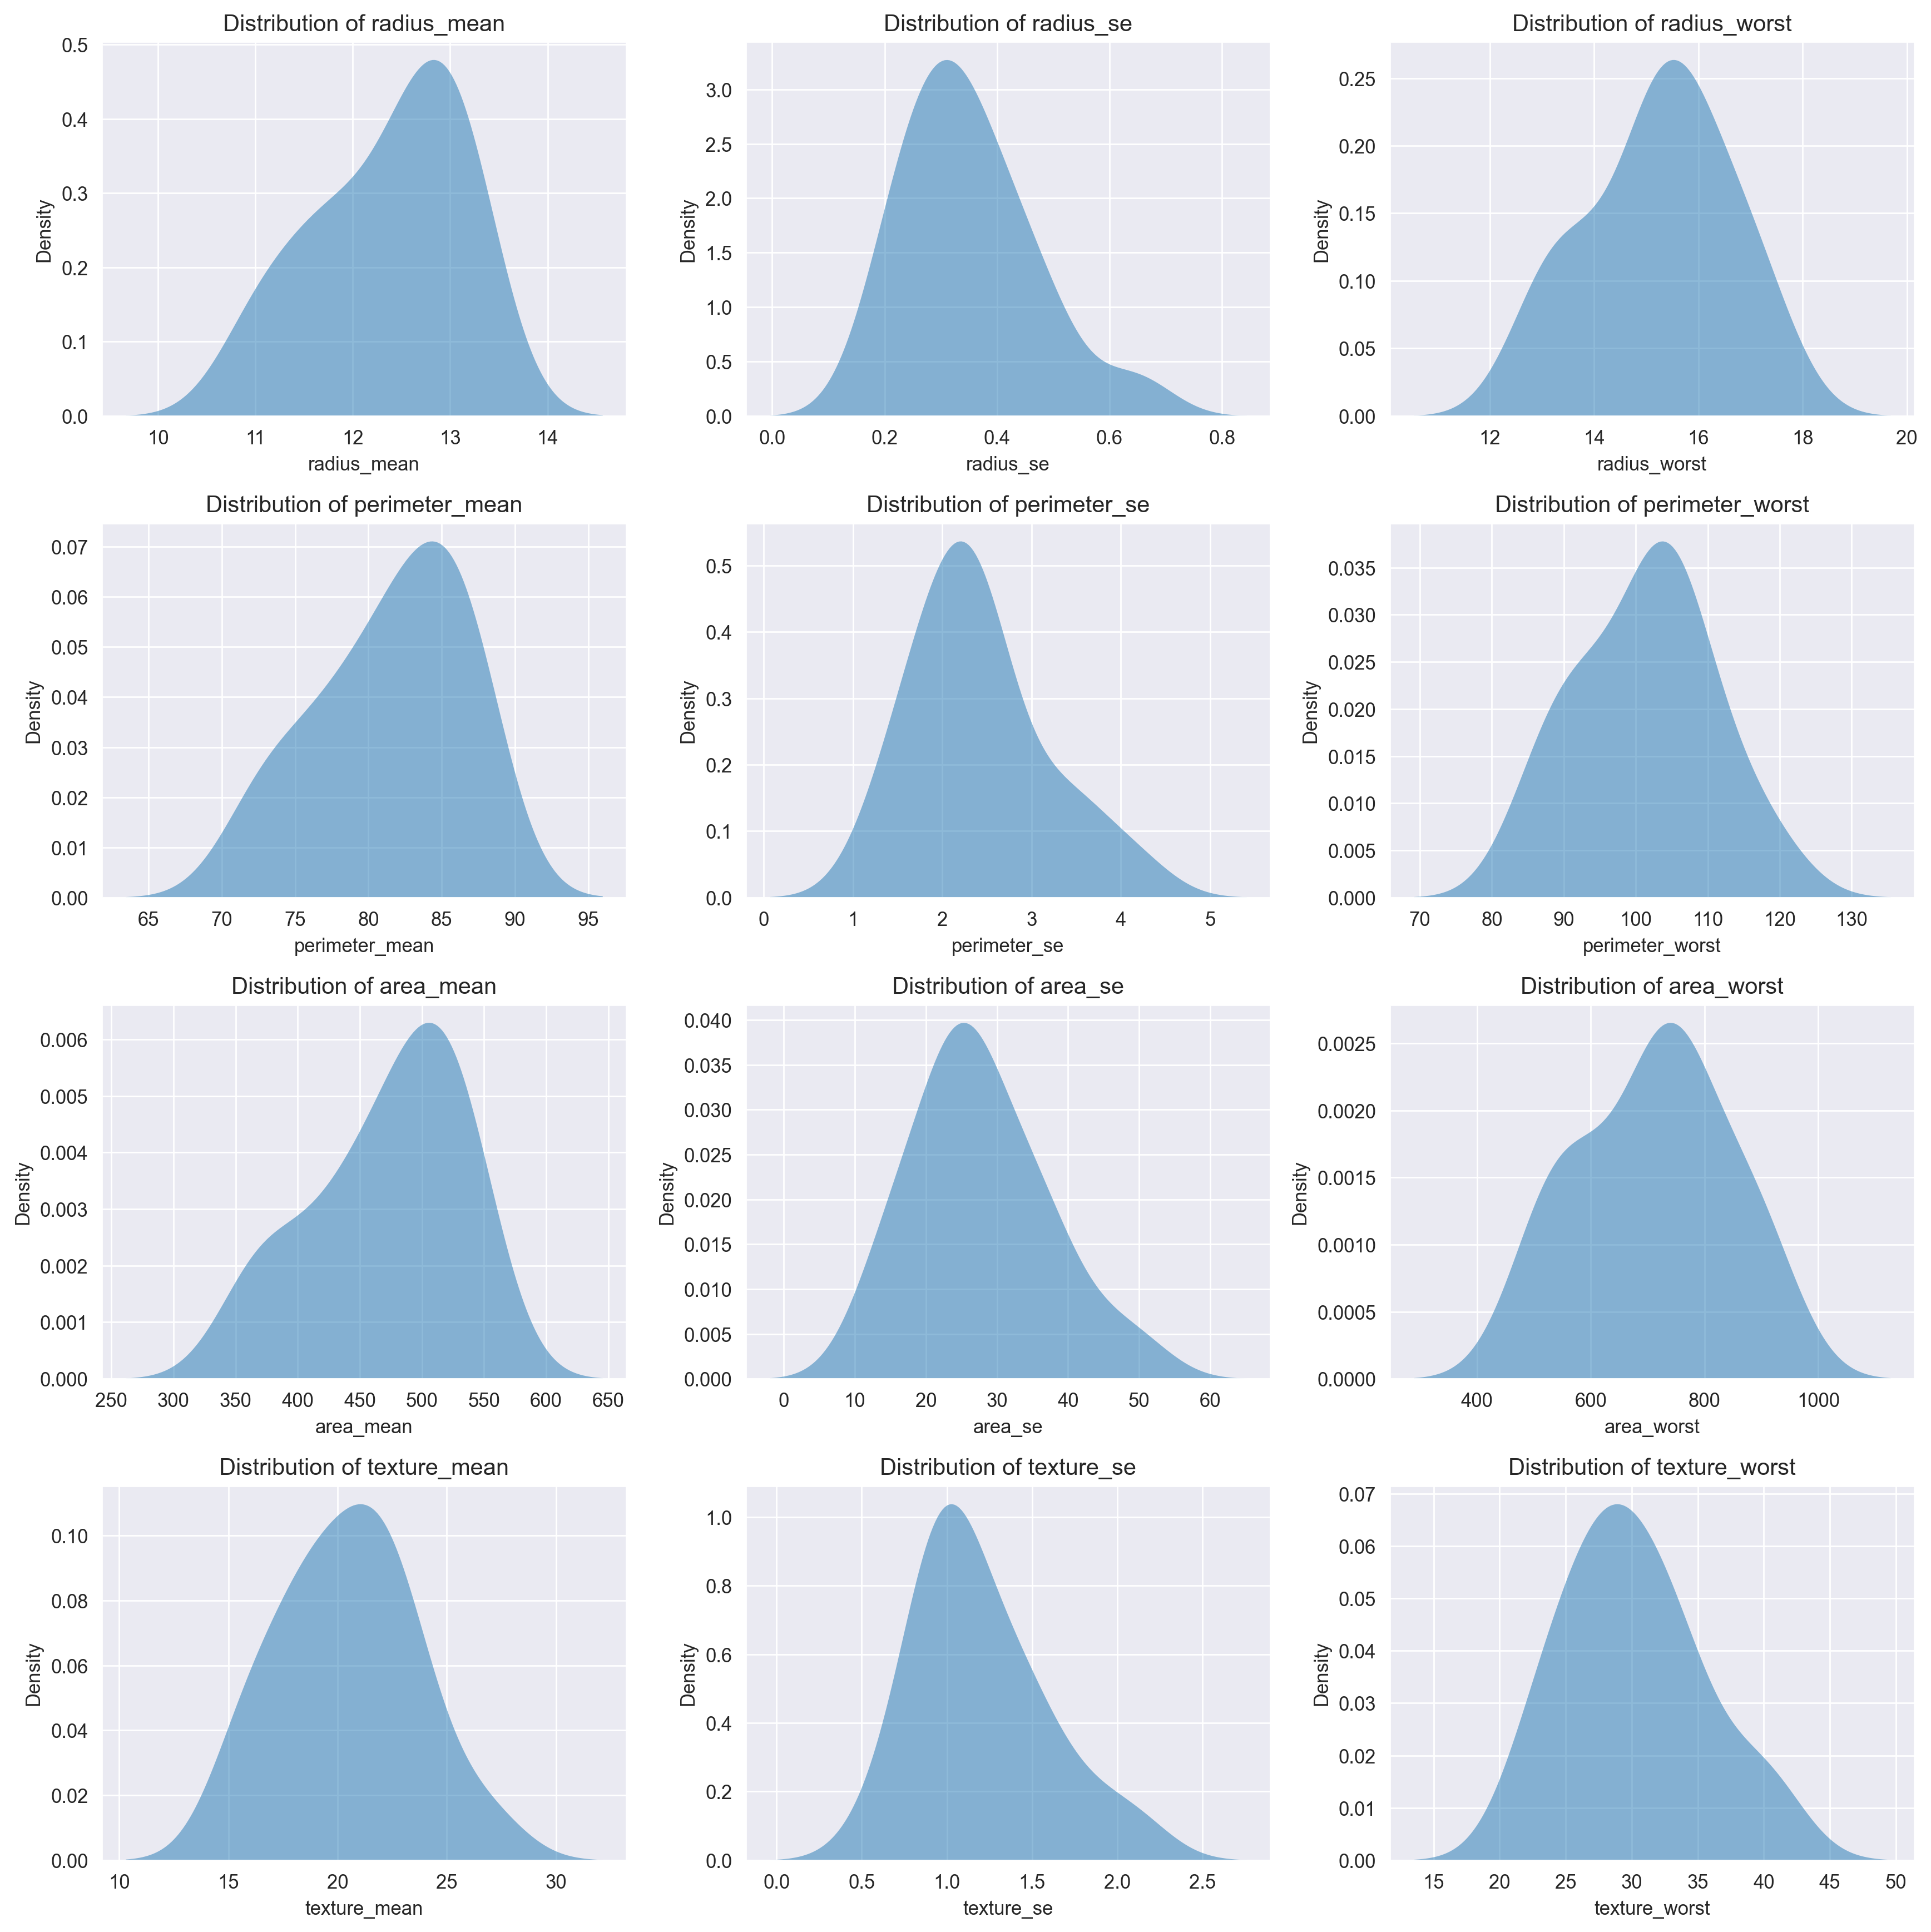 Distribution of radius_mean
Density
0.5
0.4
0.3
0.2
0.1
0.0
10 11 12 13 14
radius_mean
Distribution of radius_se
Density
3.0
2.5
2.0
1.5
1.0
0.5
0.0
0.0 0.2 0.4 0.6 0.8
radius_se
Distribution of radius_worst
Density
0.25
0.20
0.15
0.10
0.05
0.00
12 14 16 18 20
radius_worst
Distribution of perimeter_mean
Density
0.07
0.06
0.05
0.04
0.03
0.02
0.01
0.00
65 70 75 80 85 90 95
perimeter_mean
Distribution of perimeter_se
Density
0.5
0.4
0.3
0.2
0.1
0.0
0 1 2 3 4 5
perimeter_se
Distribution of perimeter_worst
Density
0.035
0.030
0.025
0.020
0.015
0.010
0.005
0.000
70 80 90 100 110 120 130
perimeter_worst
Distribution of area_mean
Density
0.006
0.005
0.004
0.003
0.002
0.001
0.000
250 300 350 400 450 500 550 600 650
area_mean
Distribution of area_se
Density
0.040
0.035
0.030
0.025
0.020
0.015
0.010
0.005
0.000
0 10 20 30 40 50 60
area_se
Distribution of area_worst
Density
0.0025
0.0020
0.0015
0.0010
0.0005
0.0000
400 600 800 1000
area_worst
Distribution of texture_mean
Density
0.10
0.08
0.06
0.04
0.02
0.00
10 15 20 25 30
texture_mean
Distribution of texture_se
Density
1.0
0.8
0.6
0.4
0.2
0.0
0.0 0.5 1.0 1.5 2.0 2.5
texture_se
Distribution of texture_worst
Density
0.07
0.06
0.05
0.04
0.03
0.02
0.01
0.00
15 20 25 30 35 40 45 50
texture_worst